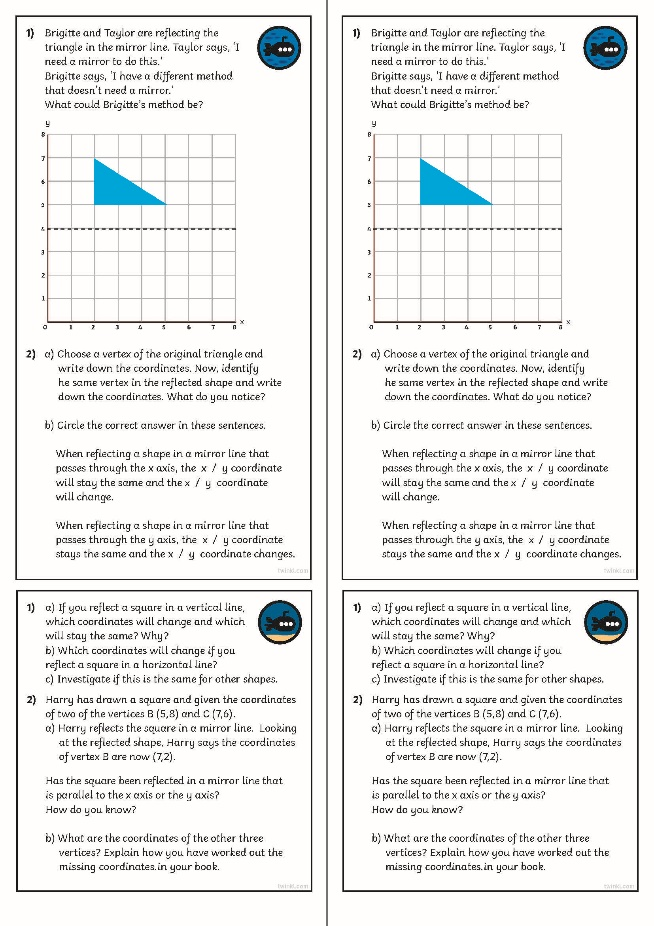 1) Brigitte and Taylor are reflecting the
triangle in the mirror line. Taylor says, 'I
need a mirror to do this.'
Brigitte says, 'I have a different method
that doesn't need a mirror.'
What could Brigitte's method be?
y
8
7
6
5
4
3
2
1
0 1 2 3 4 5 6 7 8 x
2) a) Choose a vertex of the original triangle and
write down the coordinates. Now, identify
he same vertex in the reflected shape and write
down the coordinates. What do you notice?
b) Circle the correct answer in these sentences.
When reflecting a shape in a mirror line that
passes through the x axis, the x / y coordinate
will stay the same and the x / y coordinate
will change.
When reflecting a shape in a mirror line that
passes through the y axis, the x / y coordinate
stays the same and the x / y coordinate changes.
twinkl.com
1) a) If you reflect a square in a vertical line,
which coordinates will change and which
will stay the same? Why?
b) Which coordinates will change if you
reflect a square in a horizontal line?
c) Investigate if this is the same for other shapes.
2) Harry has drawn a square and given the coordinates
of two of the vertices B (5,8) and C (7,6).
a) Harry reflects the square in a mirror line. Looking
at the reflected shape, Harry says the coordinates
of vertex B are now (7,2).
Has the square been reflected in a mirror line that
is parallel to the x axis or the y axis?
How do you know?
b) What are the coordinates of the other three
vertices? Explain how you have worked out the
missing coordinates.in your book.
twinkl.com
1) Brigitte and Taylor are reflecting the
triangle in the mirror line. Taylor says, 'I
need a mirror to do this.'
Brigitte says, 'I have a different method
that doesn't need a mirror.'
What could Brigitte's method be?
y
8
7
6
5
4
3
2
1
0 1 2 3 4 5 6 7 8 x
2) a) Choose a vertex of the original triangle and
write down the coordinates. Now, identify
he same vertex in the reflected shape and write
down the coordinates. What do you notice?
b) Circle the correct answer in these sentences.
When reflecting a shape in a mirror line that
passes through the x axis, the x / y coordinate
will stay the same and the x / y coordinate
will change.
When reflecting a shape in a mirror line that
passes through the y axis, the x / y coordinate
stays the same and the x / y coordinate changes.
twinkl.com
1) a) If you reflect a square in a vertical line,
which coordinates will change and which
will stay the same? Why?
b) Which coordinates will change if you
reflect a square in a horizontal line?
c) Investigate if this is the same for other shapes.
2) Harry has drawn a square and given the coordinates
of two of the vertices B (5,8) and C (7,6).
a) Harry reflects the square in a mirror line. Looking
at the reflected shape, Harry says the coordinates
of vertex B are now (7,2).
Has the square been reflected in a mirror line that
is parallel to the x axis or the y axis?
How do you know?
b) What are the coordinates of the other three
vertices? Explain how you have worked out the
missing coordinates.in your book.
twinkl.com